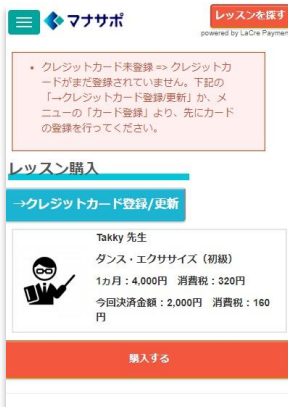 マナサポ
レッスンを探す
powered by LaCre Payment
クレジットカード未登録 => クレジットカ
ードがまだ登録されていません。下記の
「→クレジットカード登録/更新」か、メ
ニューの「カード登録」より、先にカード
の登録を行ってください。
レッスン購入
→クレジットカード登録/更新
Takky 先生
ダンス・エクササイズ（初級）
1ヵ月：4,000円　消費税：320円
今回決済金額：2,000円　消費税：160
円
購入する